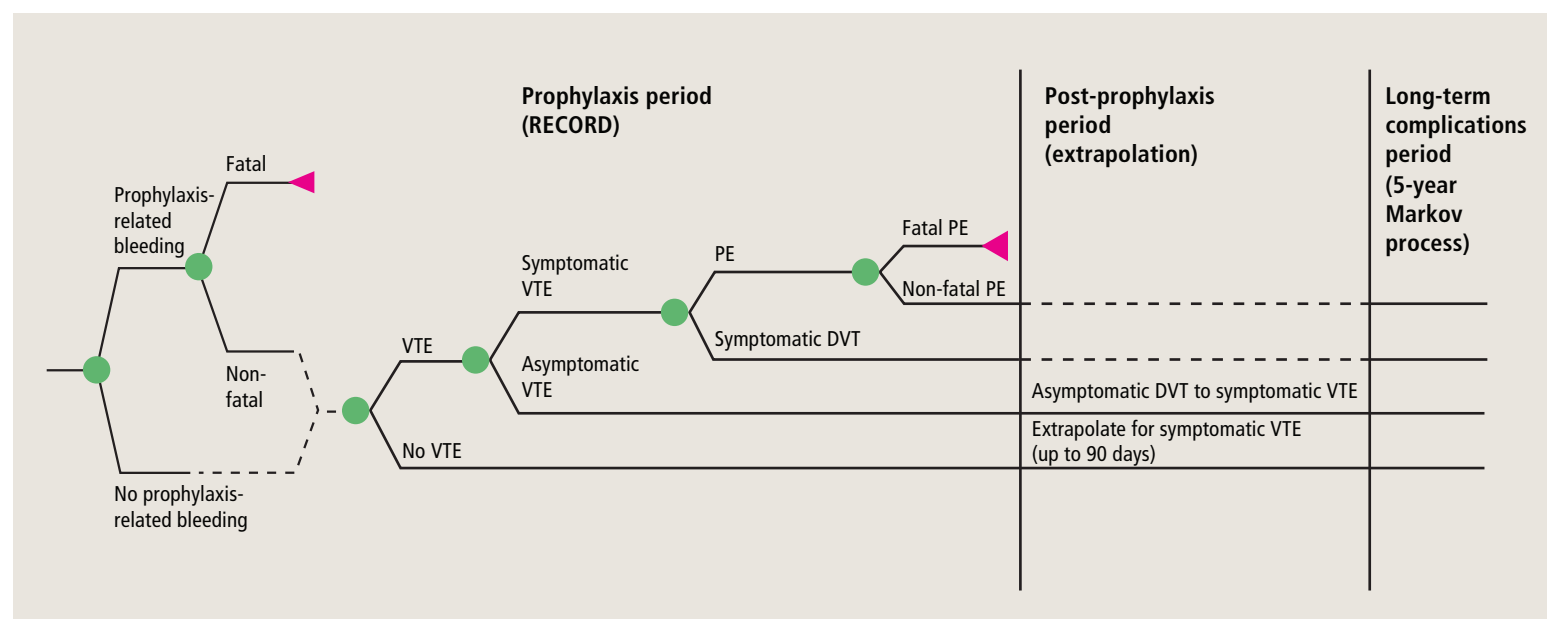 Prophylaxis period
(RECORD)
Post-prophylaxis
period
(extrapolation)
Long-term
complications
period
(5-year
Markov
process)
Fatal
Prophylaxis-
related
bleeding
Non-
fatal
No prophylaxis-
related bleeding
VTE
No VTE
Symptomatic
VTE
Asymptomatic
VTE
PE
Symptomatic DVT
Fatal PE
Non-fatal PE
Asymptomatic DVT to symptomatic VTE
Extrapolate for symptomatic VTE
(up to 90 days)